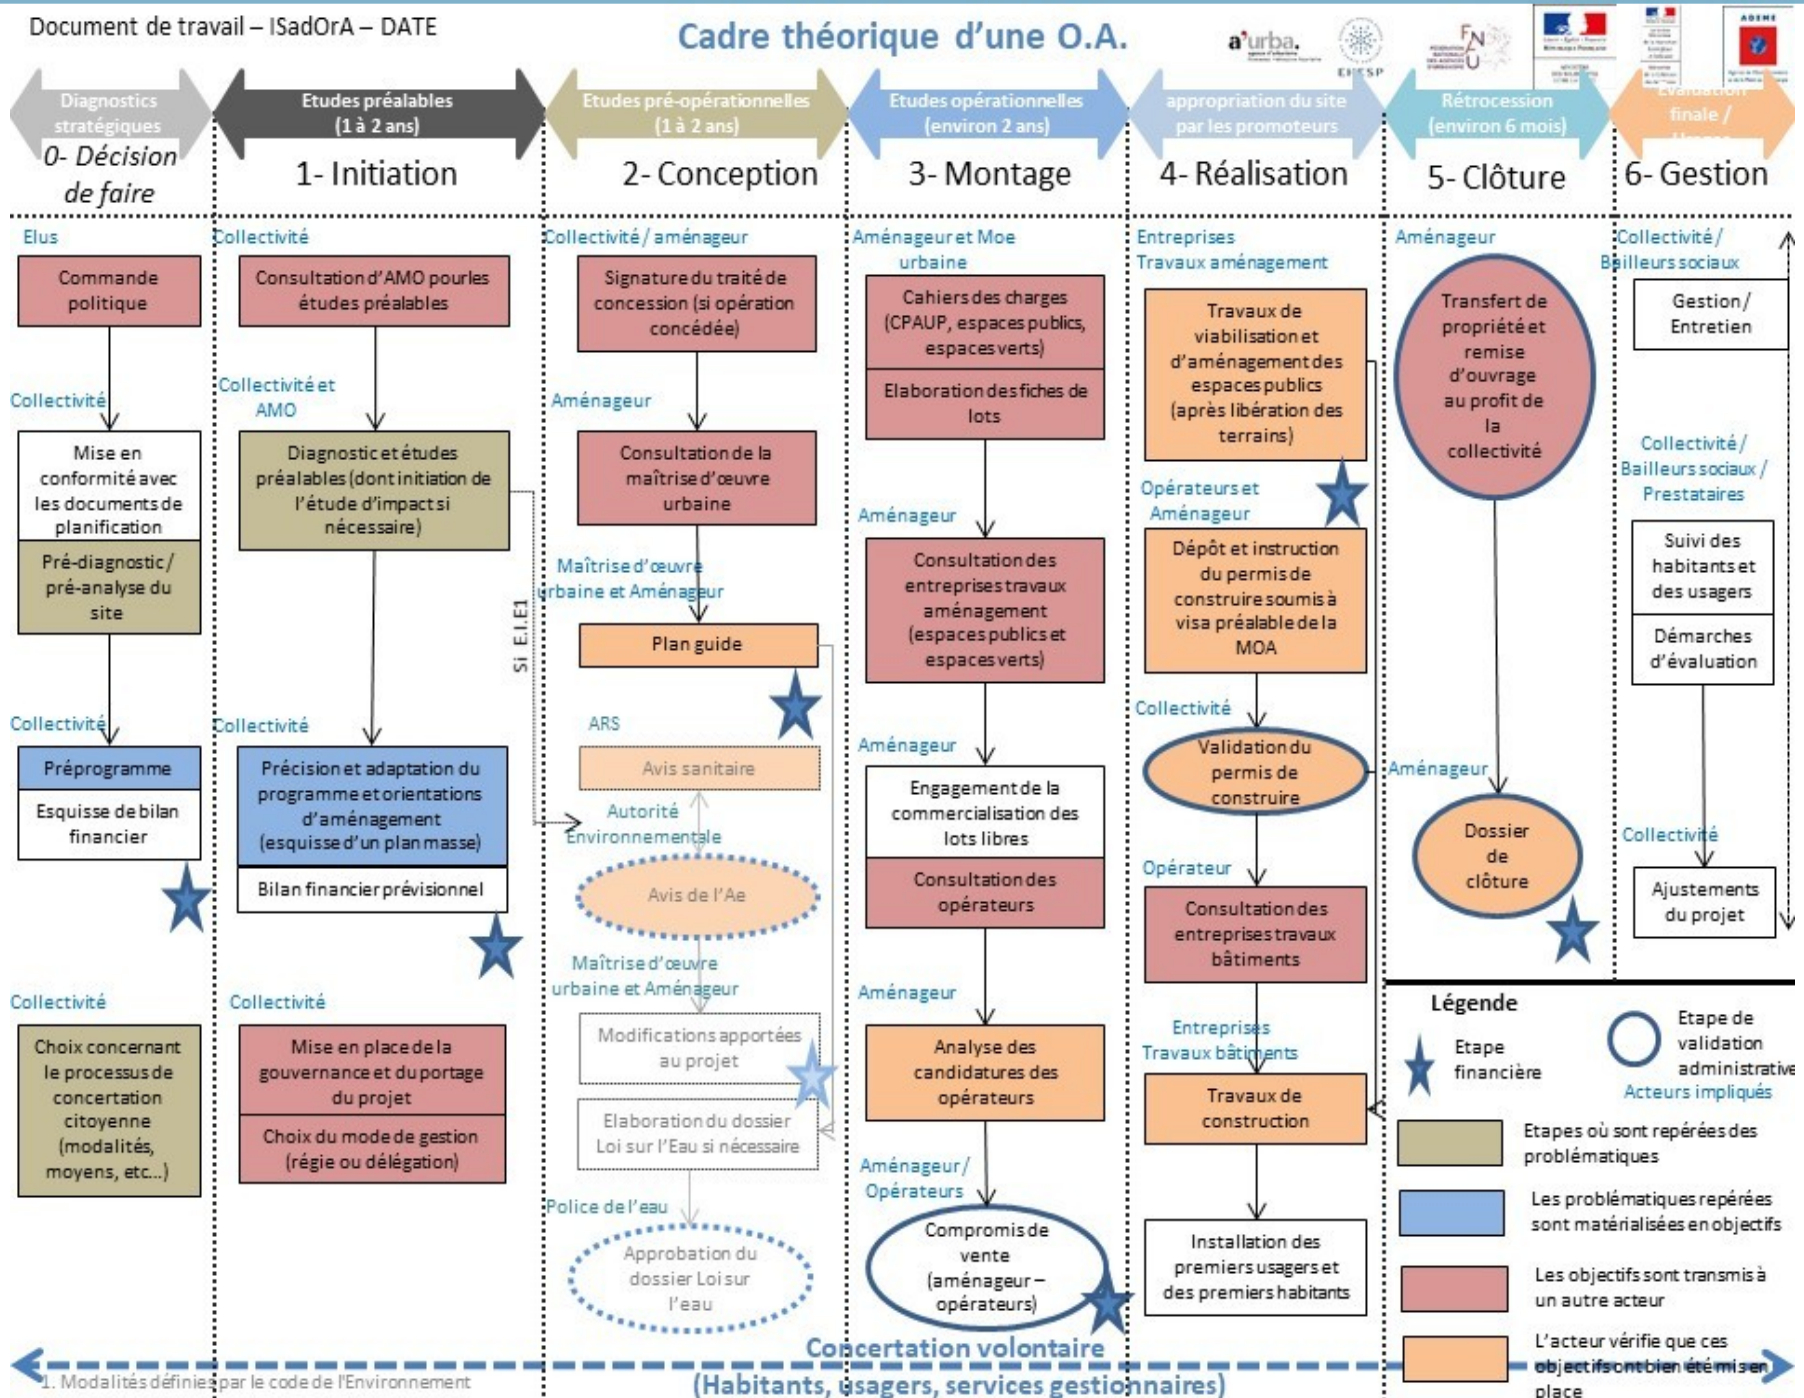 Document de travail – ISadOrA – DATE
Cadre théorique d'une O.A.
a'urba.
EHESP
FNAU
ADEME
Diagnostics
stratégiques
Etudes préalables
(1 à 2 ans)
Etudes pré-opérationnelles
(1 à 2 ans)
Etudes opérationnelles
(environ 2 ans)
appropriation du site
par les promoteurs
Rétrocession
(environ 6 mois)
Evaluation
finale /
0- Décision
de faire
1- Initiation
2- Conception
3- Montage
4- Réalisation
5- Clôture
6- Gestion
Elus
Commande
politique
Collectivité
Mise en
conformité avec
les documents de
planification
Pré-diagnostic/
pré-analyse du
site
Collectivité
Préprogramme
Esquisse de bilan
financier
Collectivité
Choix concernant
le processus de
concertation
citoyenne
(modalités,
moyens, etc...)
Collectivité
Consultation d'AMO pour les
études préalables
Collectivité et
AMO
Diagnostic et études
préalables (dont initiation de
l'étude d'impact si
nécessaire)
Si E.I.E1
Collectivité
Précision et adaptation du
programme et orientations
d'aménagement
(esquisse d'un plan masse)
Bilan financier prévisionnel
Collectivité
Mise en place de la
gouvernance et du portage
du projet
Choix du mode de gestion
(régie ou délégation)
Collectivité / aménageur
Signature du traité de
concession (si opération
concédée)
Aménageur
Consultation de la
maîtrise d'œuvre
urbaine
Maîtrise d'œuvre
urbaine et Aménageur
Plan guide
ARS
Avis sanitaire
Autorité
Environnementale
Avis de l'Ae
Maîtrise d'œuvre
urbaine et Aménageur
Modifications apportées
au projet
Elaboration du dossier
Loi sur l'Eau si nécessaire
Police de l'eau
Approbation du
dossier Loi sur
l'eau
Aménageur et Moe
urbaine
Cahiers des charges
(CPAUP, espaces publics,
espaces verts)
Elaboration des fiches de
lots
Aménageur
Consultation des
entreprises travaux
aménagement
(espaces publics et
espaces verts)
Aménageur
Engagement de la
commercialisation des
lots libres
Consultation des
opérateurs
Aménageur
Analyse des
candidatures des
opérateurs
Aménageur/
Opérateurs
Compromis de
vente
(aménageur –
opérateurs)
Entreprises
Travaux aménagement
Travaux de
viabilisation et
d'aménagement des
espaces publics
(après libération des
terrains)
Opérateurs et
Aménageur
Dépôt et instruction
du permis de
construire soumis à
visa préalable de la
MOA
Collectivité
Validation du
permis de
construire
Opérateur
Consultation des
entreprises travaux
bâtiments
Entreprises
Travaux bâtiments
Travaux de
construction
Installation des
premiers usagers et
des premiers habitants
Aménageur
Transfert de
propriété et
remise
d'ouvrage
au profit de
la
collectivité
Aménageur
Dossier
de
clôture
Collectivité /
Bailleurs sociaux
Gestion/
Entretien
Collectivité /
Bailleurs sociaux /
Prestataires
Suivi des
habitants et
des usagers
Démarches
d'évaluation
Collectivité
Ajustements
du projet
Légende
Etape
financière
Etape de
validation
administrative
Acteurs impliqués
Etapes où sont repérées des
problématiques
Les problématiques repérées
sont matérialisées en objectifs
Les objectifs sont transmis à
un autre acteur
L'acteur vérifie que ces
objectifs ont bien été mis en
place
Concertation volontaire
(Habitants, usagers, services gestionnaires)
1. Modalités définies par le code de l'Environnement